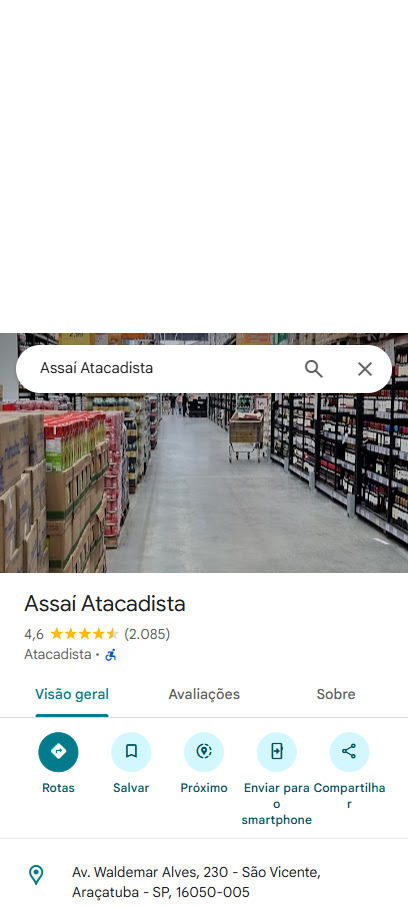 Assaí Atacadista
Assaí Atacadista
4,6 (2.085)
Atacadista ·
Visão geral Avaliações Sobre
Rotas Salvar Próximo Enviar para o smartphone Compartilhar
Av. Waldemar Alves, 230 - São Vicente,
Araçatuba - SP, 16050-005